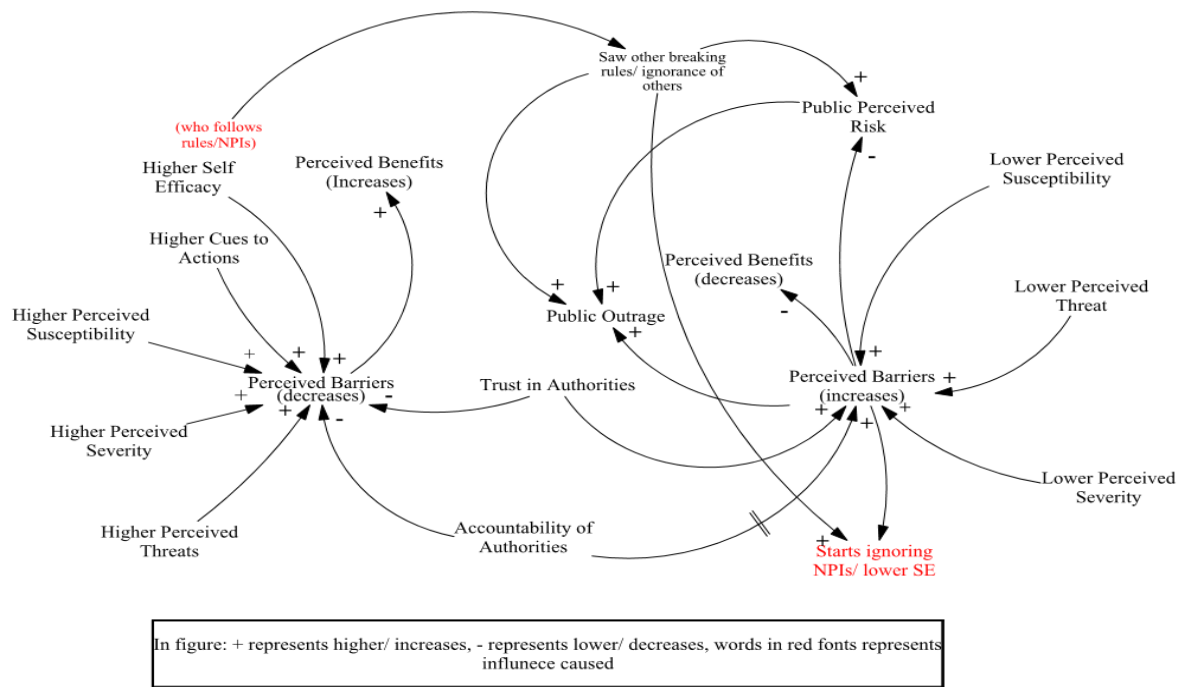 Saw other breaking
rules/ ignorance of
others
+
Public Perceived
Risk
-
(who follows
rules/NPIs)
Higher Self
Efficacy
Perceived Benefits
(Increases)
+
Lower Perceived
Susceptibility
Higher Cues to
Actions
Perceived Benefits
(decreases)
-
Lower Perceived
Threat
Higher Perceived
Susceptibility
+
+
Public Outrage
+
+
+
+
+
Perceived Barriers
(decreases)
+
+
-
-
Trust in Authorities
Perceived Barriers
(increases)
+
+
+
+
+
Higher Perceived
Severity
Lower Perceived
Severity
Higher Perceived
Threats
Accountability of
Authorities
+
Starts ignoring
NPIs/ lower SE
In figure: + represents higher/ increases, - represents lower/ decreases, words in red fonts represents
influnece caused